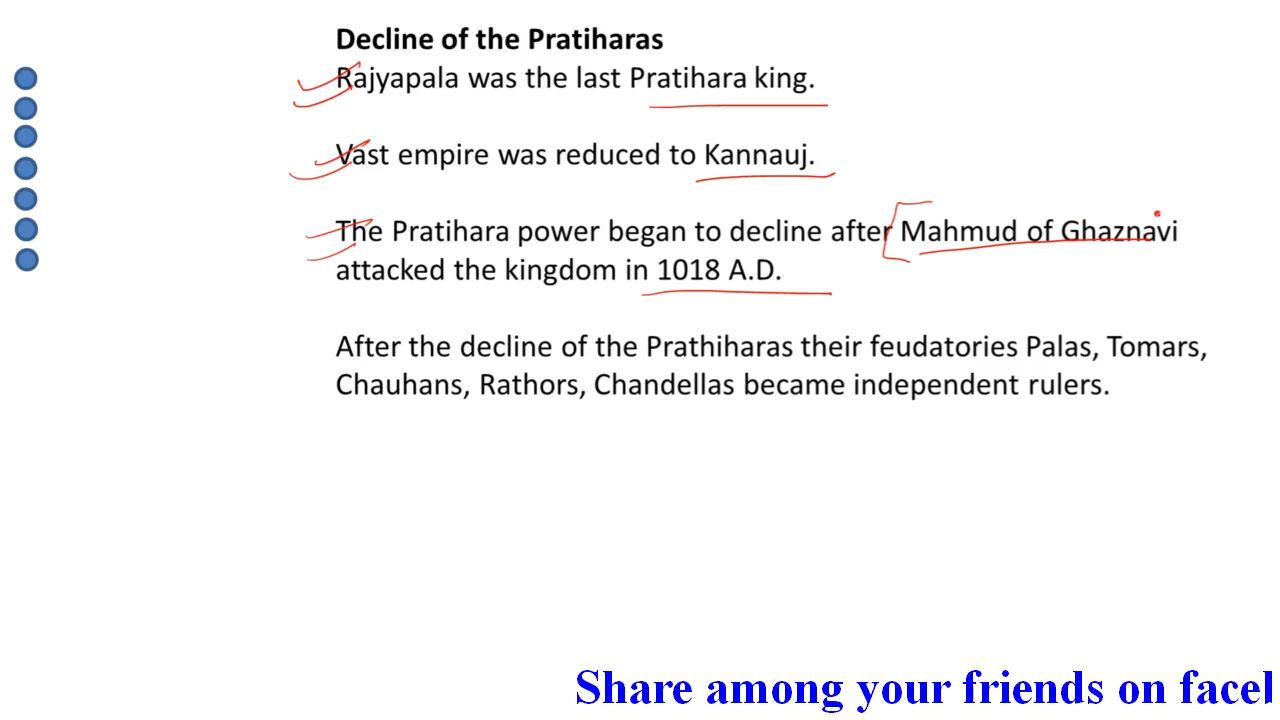 Decline of the Pratiharas
Rajyapala was the last Pratihara king.
Vast empire was reduced to Kannauj.
The Pratihara power began to decline after Mahmud of Ghaznavi
attacked the kingdom in 1018 A.D.
After the decline of the Prathiharas their feudatories Palas, Tomars,
Chauhans, Rathors, Chandellas became independent rulers.
Share among your friends on